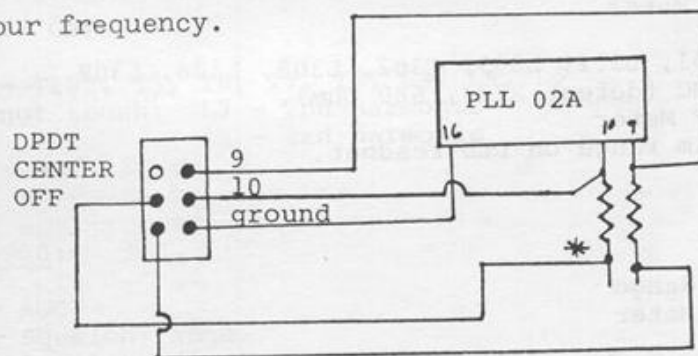 our frequency.
PLL 02A
16
10 9
DPDT
CENTER
OFF
9
10
ground
*